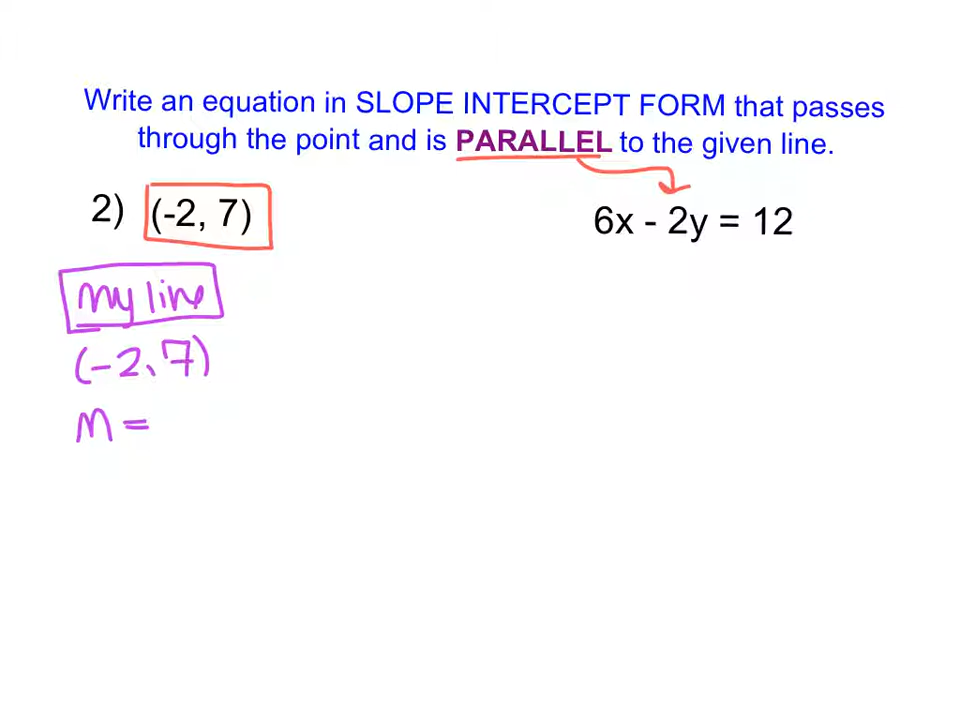 Write an equation in SLOPE INTERCEPT FORM that passes
through the point and is PARALLEL to the given line.
2) (-2, 7)
6x - 2y = 12
my line
(-2, 7)
m =